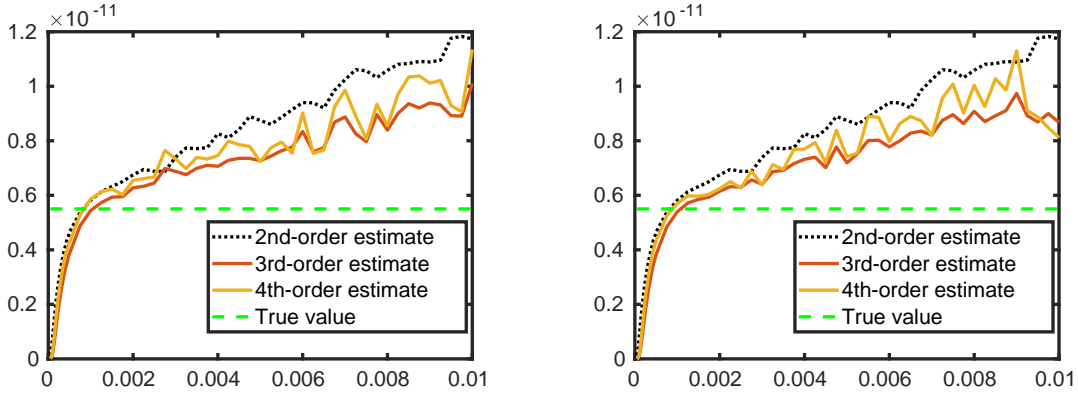 ×10⁻¹¹
1.2
1
0.8
0.6
0.4
0.2
0
0 0.002 0.004 0.006 0.008 0.01
2nd-order estimate
3rd-order estimate
4th-order estimate
True value
×10⁻¹¹
1.2
1
0.8
0.6
0.4
0.2
0
0 0.002 0.004 0.006 0.008 0.01
2nd-order estimate
3rd-order estimate
4th-order estimate
True value